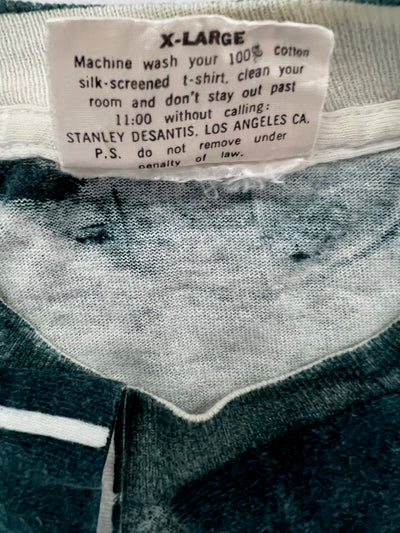 X-LARGE
Machine wash your 100% cotton
silk-screened t-shirt, clean your
room and don't stay out past
11:00 without calling:
STANLEY DESANTIS, LOS ANGELES CA.
P.S. do not remove under
penalty of law.